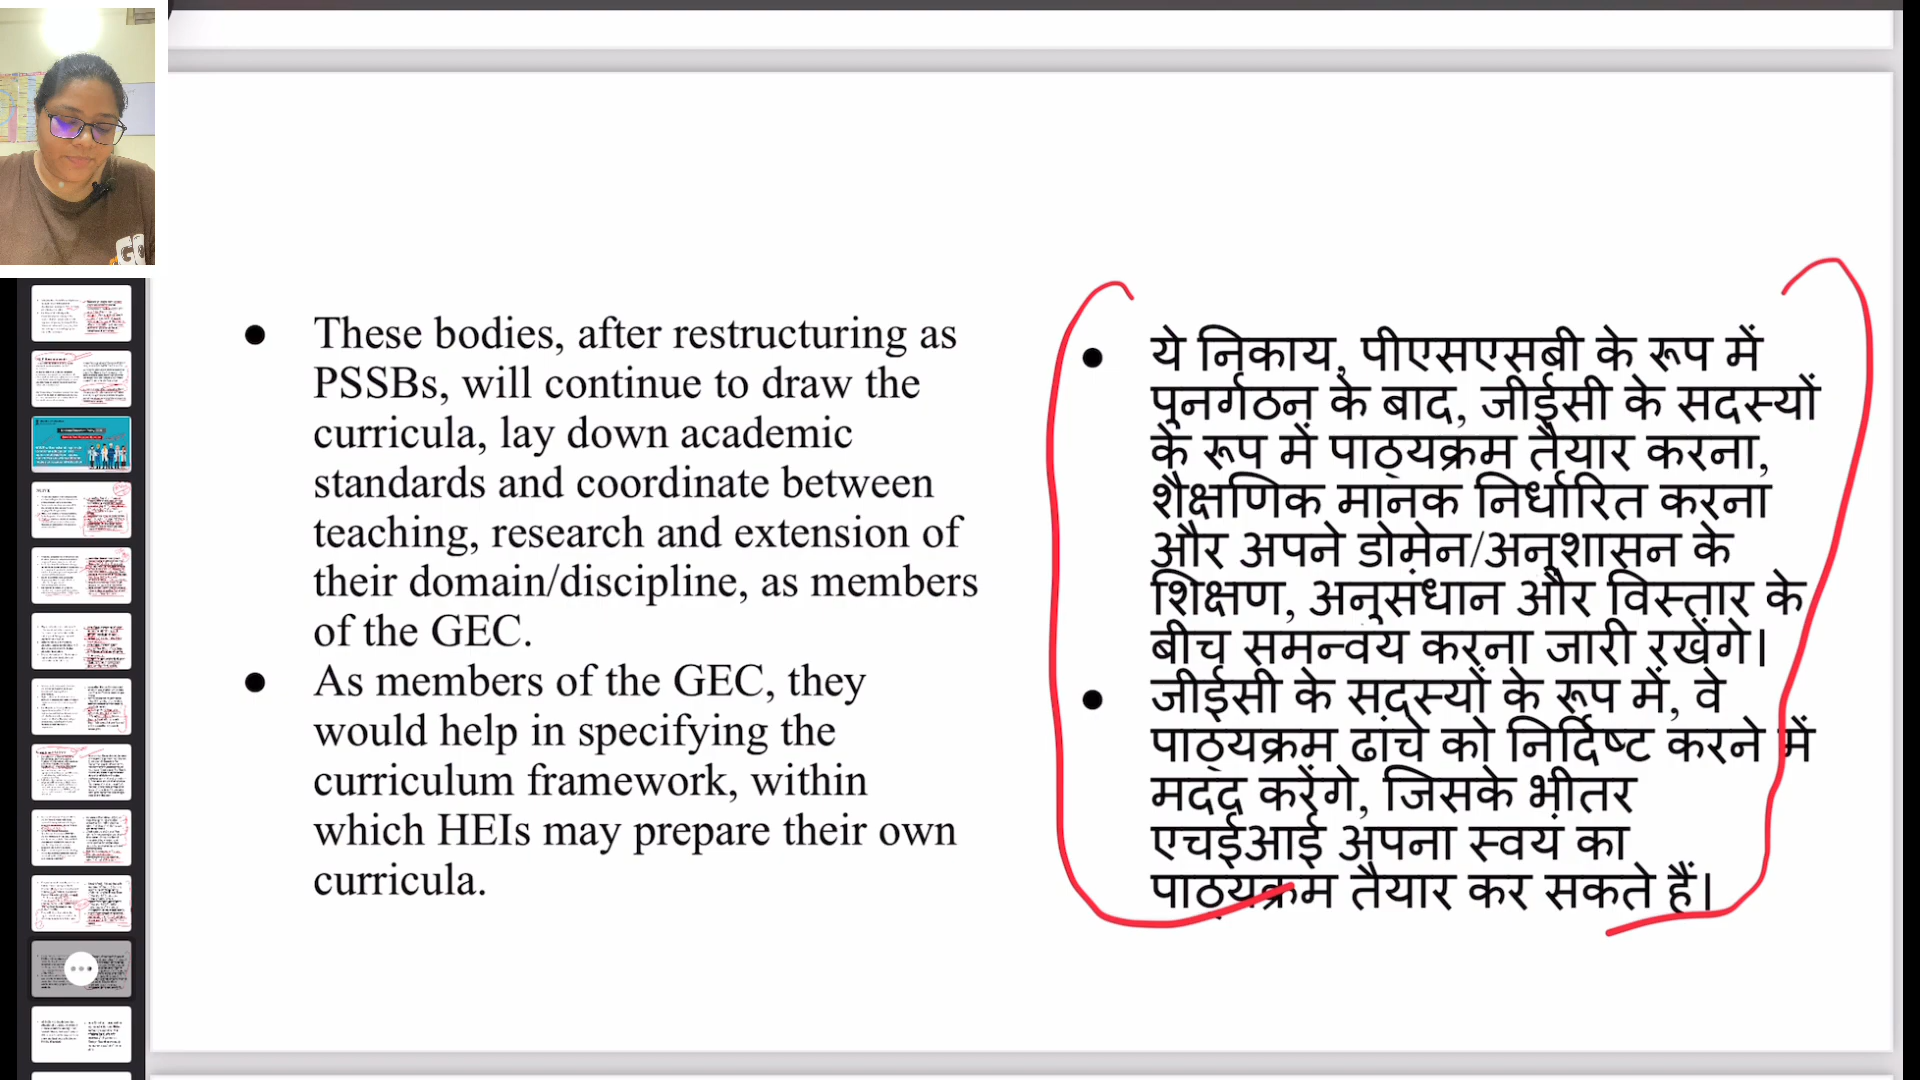 These bodies, after restructuring as
PSSBs, will continue to draw the
curricula, lay down academic
standards and coordinate between
teaching, research and extension of
their domain/discipline, as members
of the GEC.
As members of the GEC, they
would help in specifying the
curriculum framework, within
which HEIs may prepare their own
curricula.
ये निकाय, पीएसएसबी के रूप में
पुनर्गठन के बाद, जीईसी के सदस्यों
के रूप में पाठ्यक्रम तैयार करना,
शैक्षणिक मानक निर्धारित करना
और अपने डोमेन/अनुशासन के
शिक्षण, अनुसंधान और विस्तार के
बीच समन्वय करना जारी रखेंगे।
जीईसी के सदस्यों के रूप में, वे
पाठ्यक्रम ढांचे को निर्दिष्ट करने में
मदद करेंगे, जिसके भीतर
एचईआई अपना स्वयं का
पाठ्यक्रम तैयार कर सकते हैं।